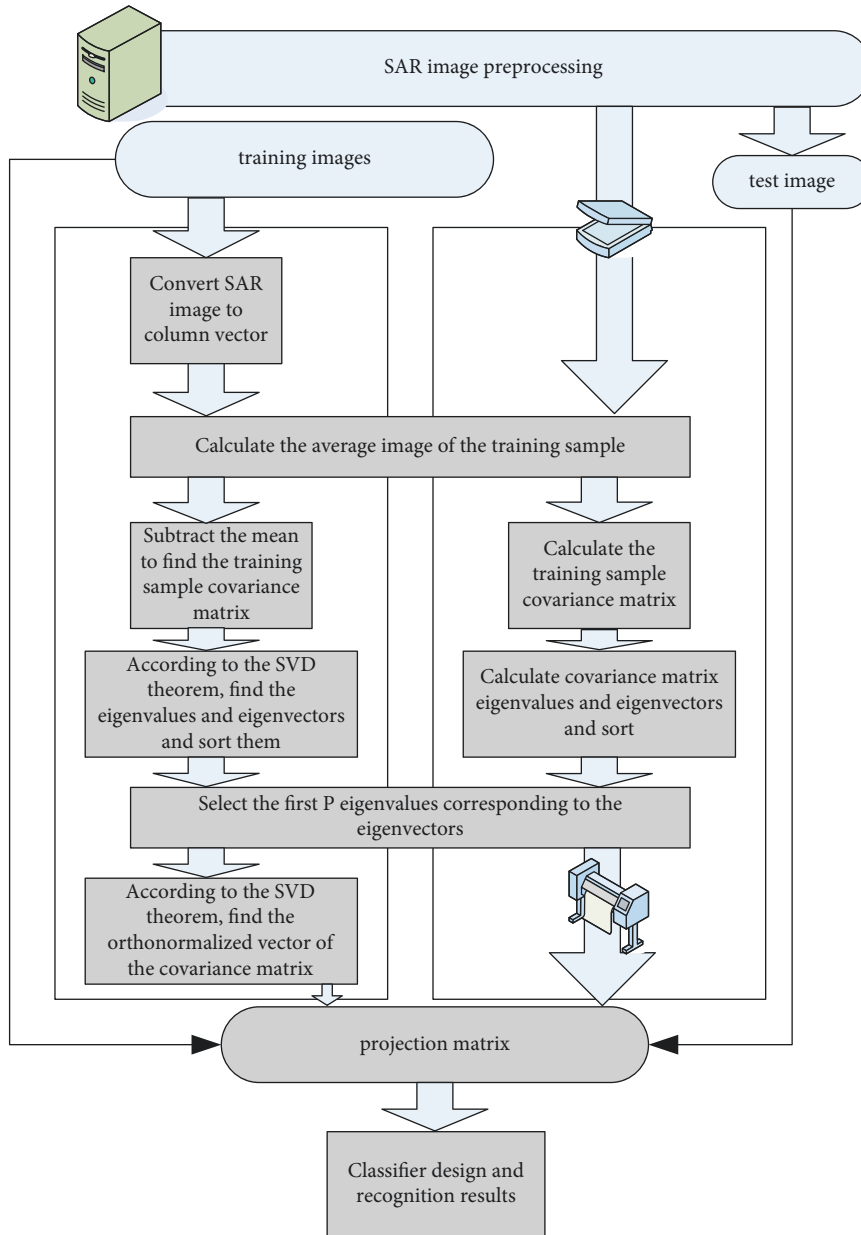 SAR image preprocessing
training images
test image
Convert SAR
image to
column vector
Calculate the average image of the training sample
Subtract the mean
to find the training
sample covariance
matrix
Calculate the
training sample
covariance matrix
According to the SVD
theorem, find the
eigenvalues and eigenvectors
and sort them
Calculate covariance matrix
eigenvalues and eigenvectors
and sort
Select the first P eigenvalues corresponding to the
eigenvectors
According to the SVD
theorem, find the
orthonormalized vector of
the covariance matrix
projection matrix
Classifier design and
recognition results